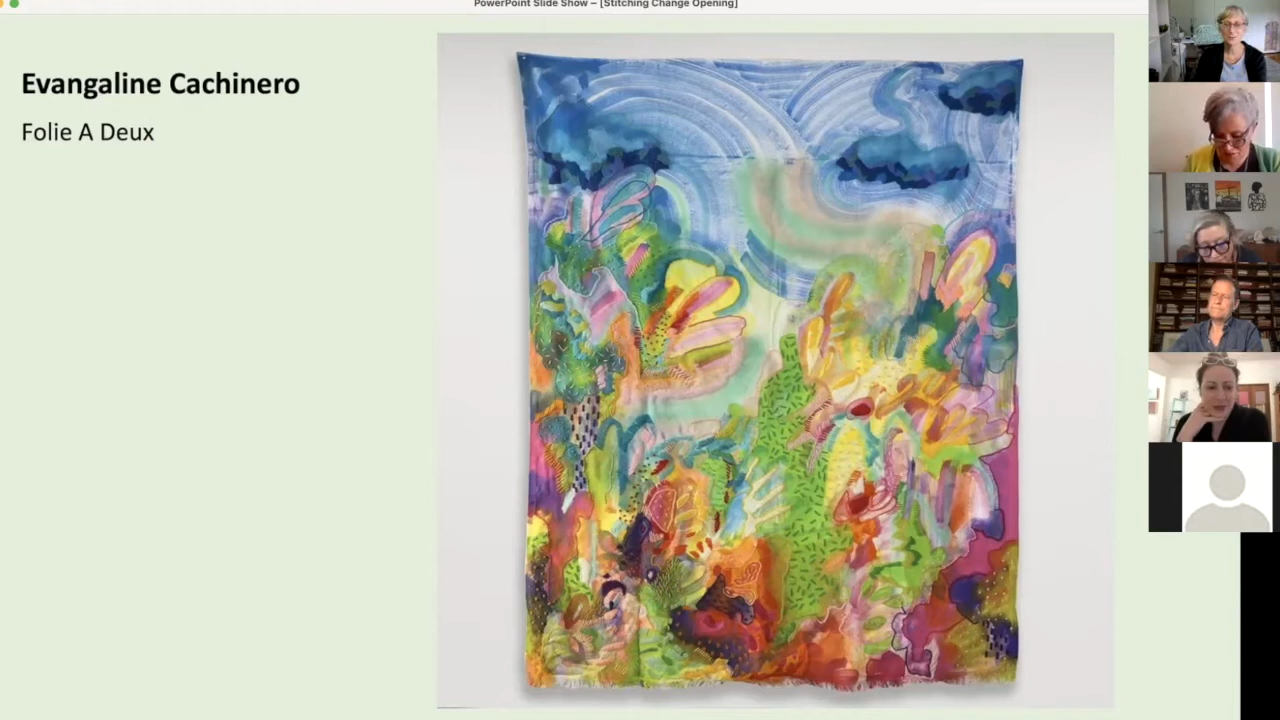 PowerPoint Slide Show – [Stitching Change Opening]
Evangaline Cachinero
Folie A Deux